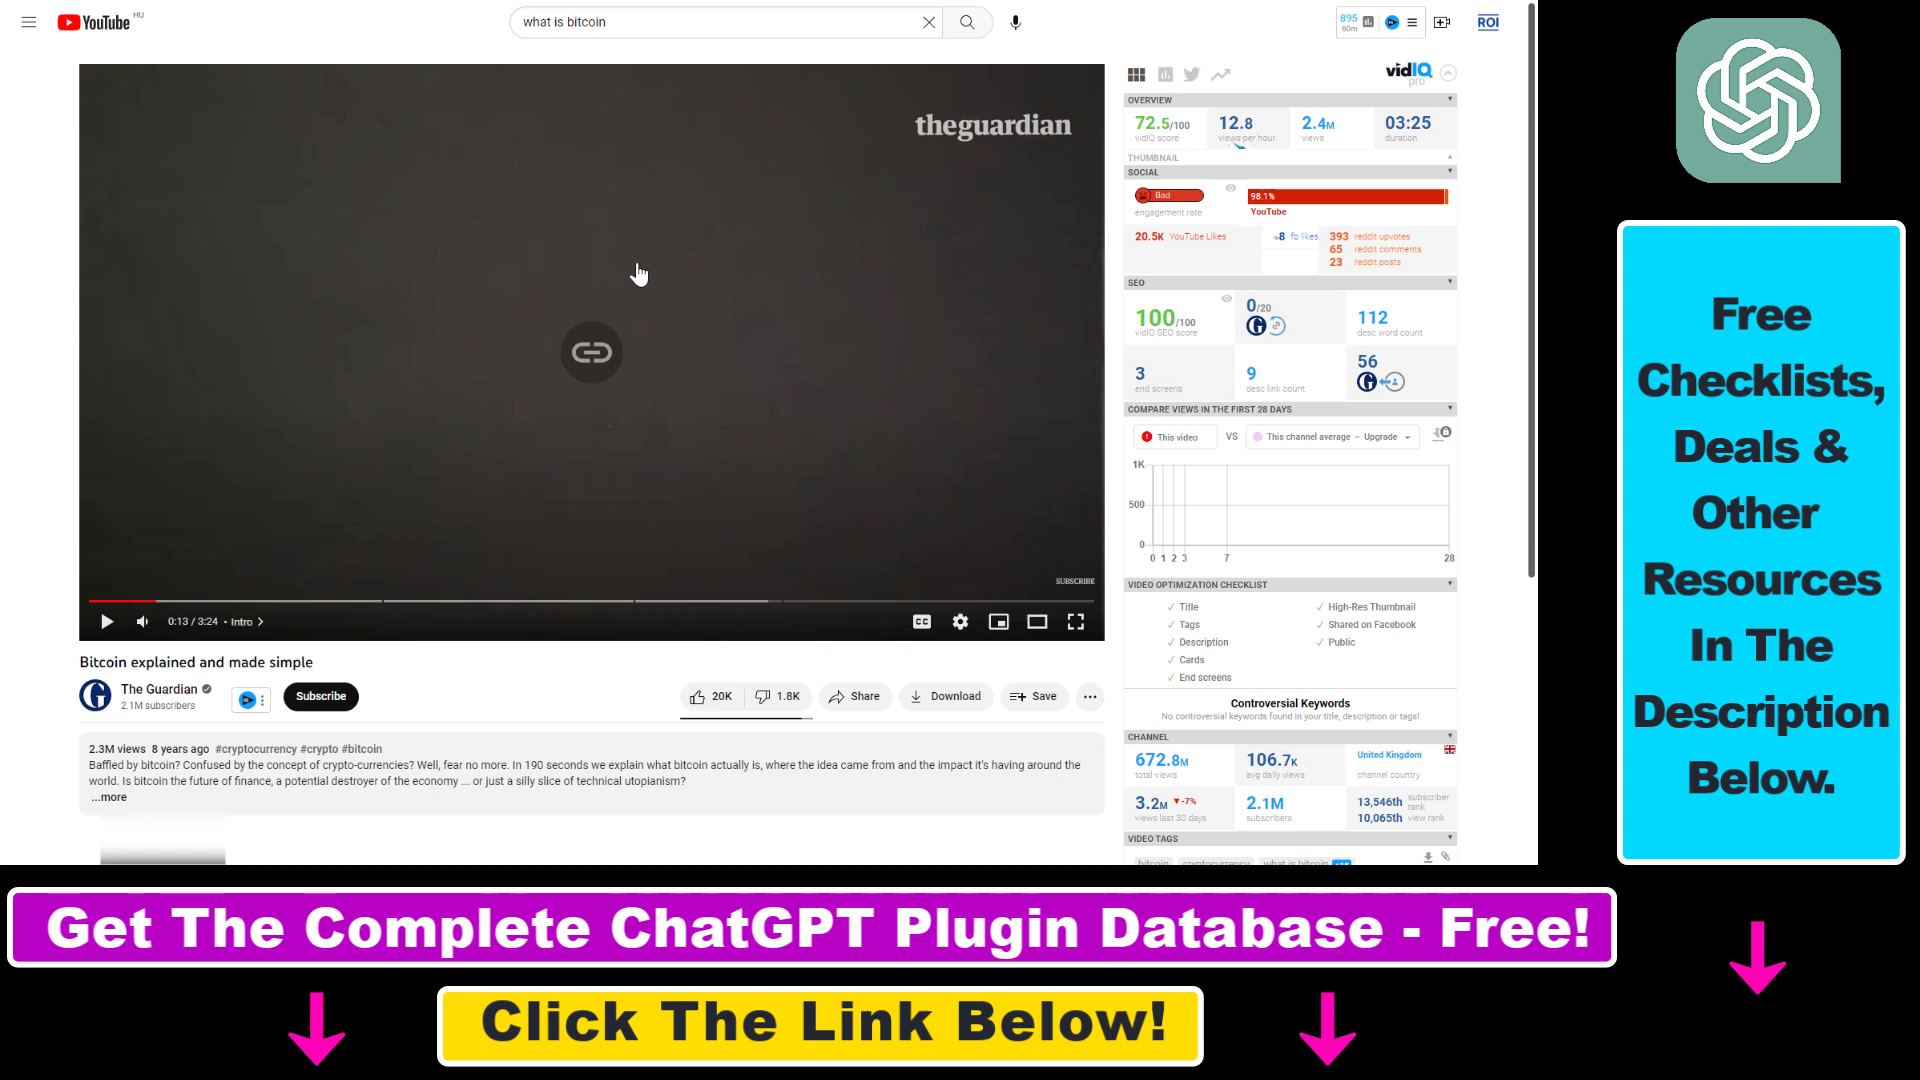 YouTube HU
what is bitcoin
895
60m
ROI
theguardian
SUBSCRIBE
0:13 / 3:24 • Intro
CC
Bitcoin explained and made simple
The Guardian
2.1M subscribers
Subscribe
20K
1.8K
Share
Download
Save
2.3M views 8 years ago #cryptocurrency #crypto #bitcoin
Baffled by bitcoin? Confused by the concept of crypto-currencies? Well, fear no more. In 190 seconds we explain what bitcoin actually is, where the idea came from and the impact it's having around the
world. Is bitcoin the future of finance, a potential destroyer of the economy ... or just a silly slice of technical utopianism?
...more
vidIQ
pro
OVERVIEW
72.5/100
vidIQ score
12.8
views per hour
2.4M
views
03:25
duration
THUMBNAIL
SOCIAL
Bad
engagement rate
98.1%
YouTube
20.5K YouTube Likes
≈8 fb likes
393 reddit upvotes
65 reddit comments
23 reddit posts
SEO
100/100
vidIQ SEO score
0/20
112
desc word count
3
end screens
9
desc link count
56
COMPARE VIEWS IN THE FIRST 28 DAYS
This video
VS
This channel average – Upgrade
1K
500
0
0 1 2 3 7 28
VIDEO OPTIMIZATION CHECKLIST
✓ Title
✓ High-Res Thumbnail
✓ Tags
✓ Shared on Facebook
✓ Description
✓ Public
✓ Cards
✓ End screens
Controversial Keywords
No controversial keywords found in your title, description or tags!
CHANNEL
672.8M
total views
106.7K
avg daily views
United Kingdom
channel country
3.2M ▼-7%
views last 30 days
2.1M
subscribers
13,546th subscriber rank
10,065th view rank
VIDEO TAGS
bitcoin cryptocurrency what is bitcoin
Free
Checklists,
Deals &
Other
Resources
In The
Description
Below.
Get The Complete ChatGPT Plugin Database - Free!
Click The Link Below!